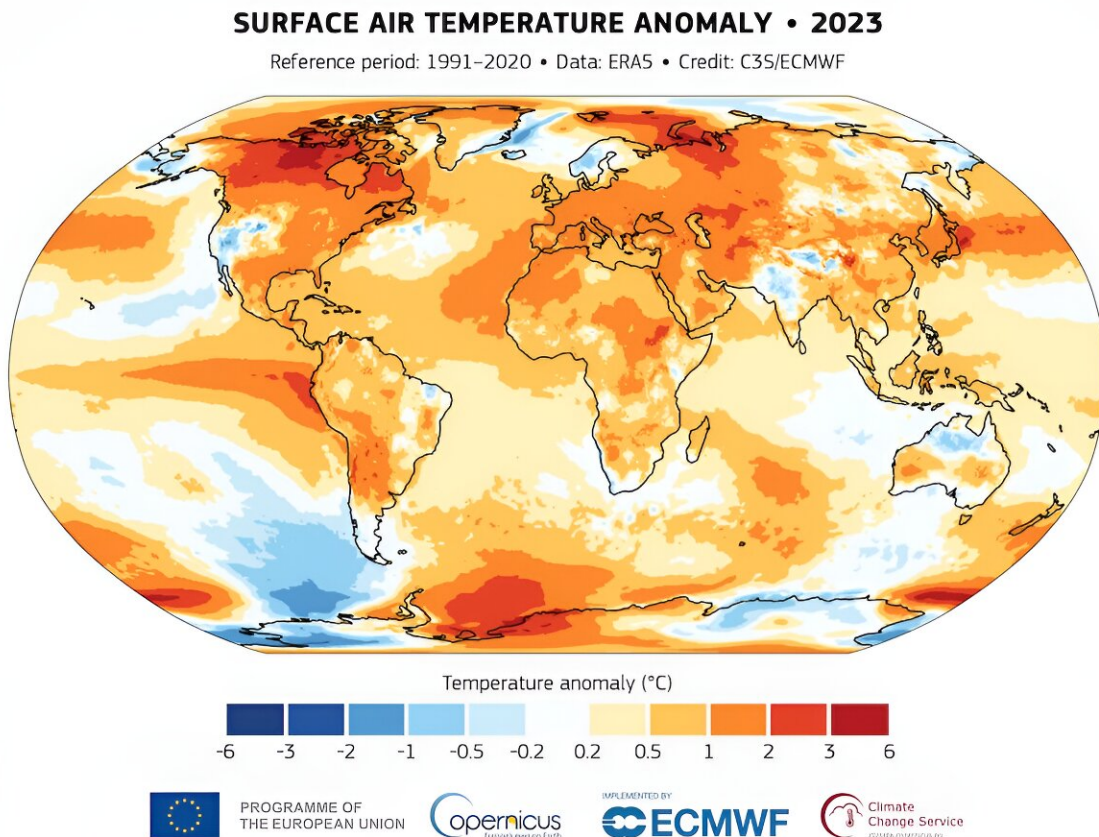 SURFACE AIR TEMPERATURE ANOMALY • 2023
Reference period: 1991–2020 • Data: ERA5 • Credit: C3S/ECMWF
Temperature anomaly (°C)
-6 -3 -2 -1 -0.5 -0.2 0.2 0.5 1 2 3 6
PROGRAMME OF
THE EUROPEAN UNION
opernicus
IMPLEMENTED BY
ECMWF
Climate
Change Service